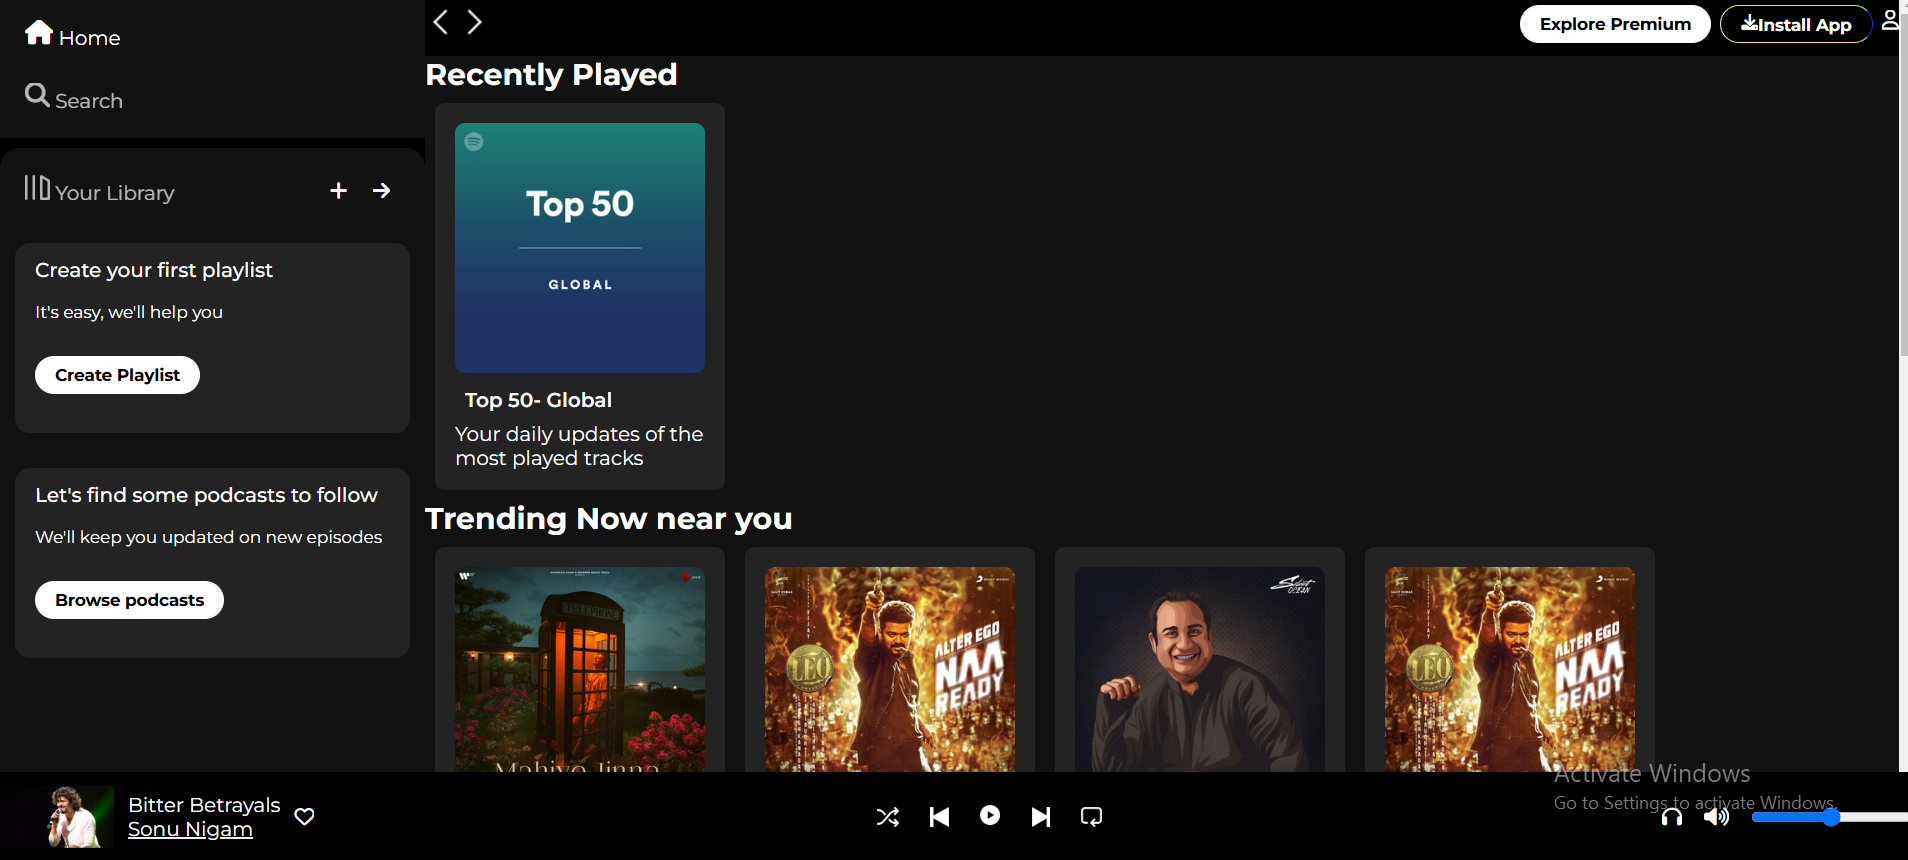 Home
Search
Your Library
Create your first playlist
It's easy, we'll help you
Create Playlist
Let's find some podcasts to follow
We'll keep you updated on new episodes
Browse podcasts
Explore Premium
Install App
Recently Played
Top 50
GLOBAL
Top 50- Global
Your daily updates of the
most played tracks
Trending Now near you
TELEPHONE
Mahiye Jinna
LEO
ALTER EGO
NAA
READY
Silent
OCEAN
LEO
ALTER EGO
NAA
READY
Bitter Betrayals
Sonu Nigam
Activate Windows
Go to Settings to activate Windows.